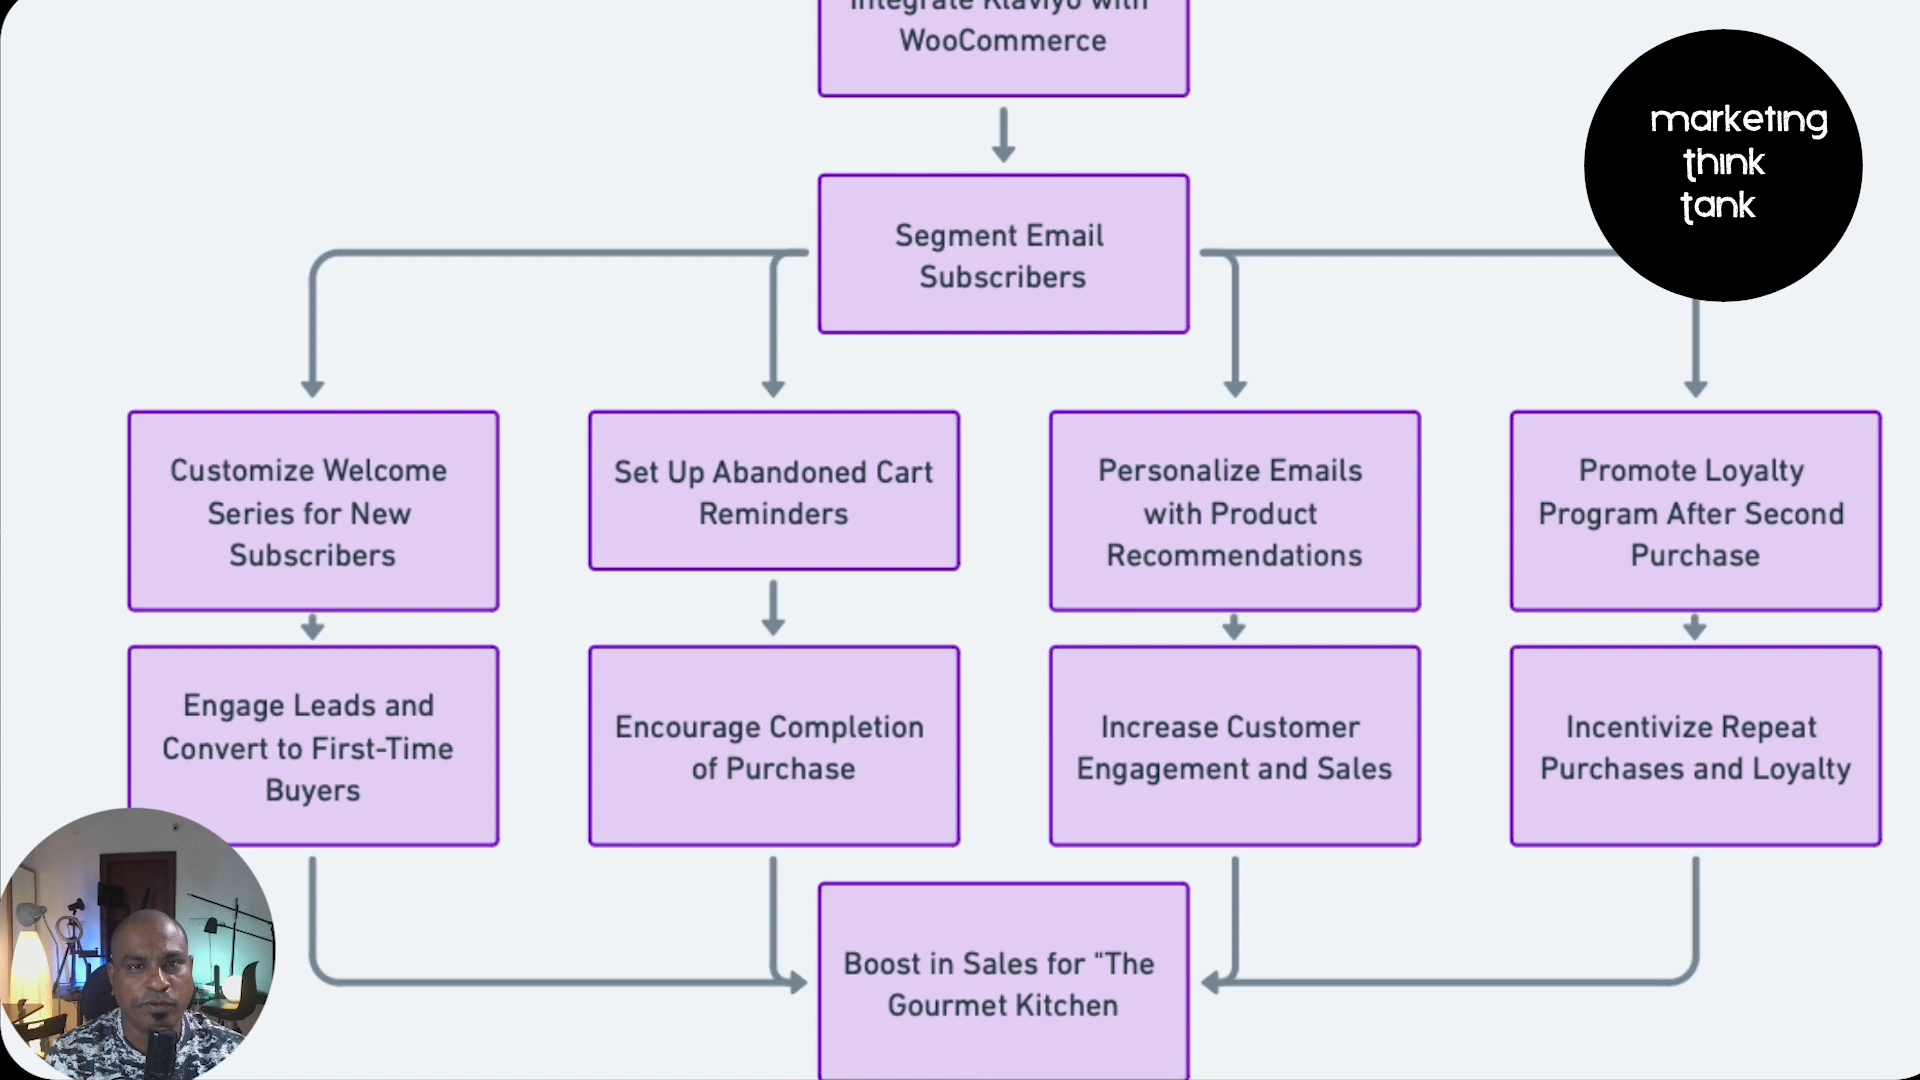 Integrate Klaviyo with
WooCommerce
marketing
think
tank
Segment Email
Subscribers
Customize Welcome
Series for New
Subscribers
Set Up Abandoned Cart
Reminders
Personalize Emails
with Product
Recommendations
Promote Loyalty
Program After Second
Purchase
Engage Leads and
Convert to First-Time
Buyers
Encourage Completion
of Purchase
Increase Customer
Engagement and Sales
Incentivize Repeat
Purchases and Loyalty
Boost in Sales for "The
Gourmet Kitchen